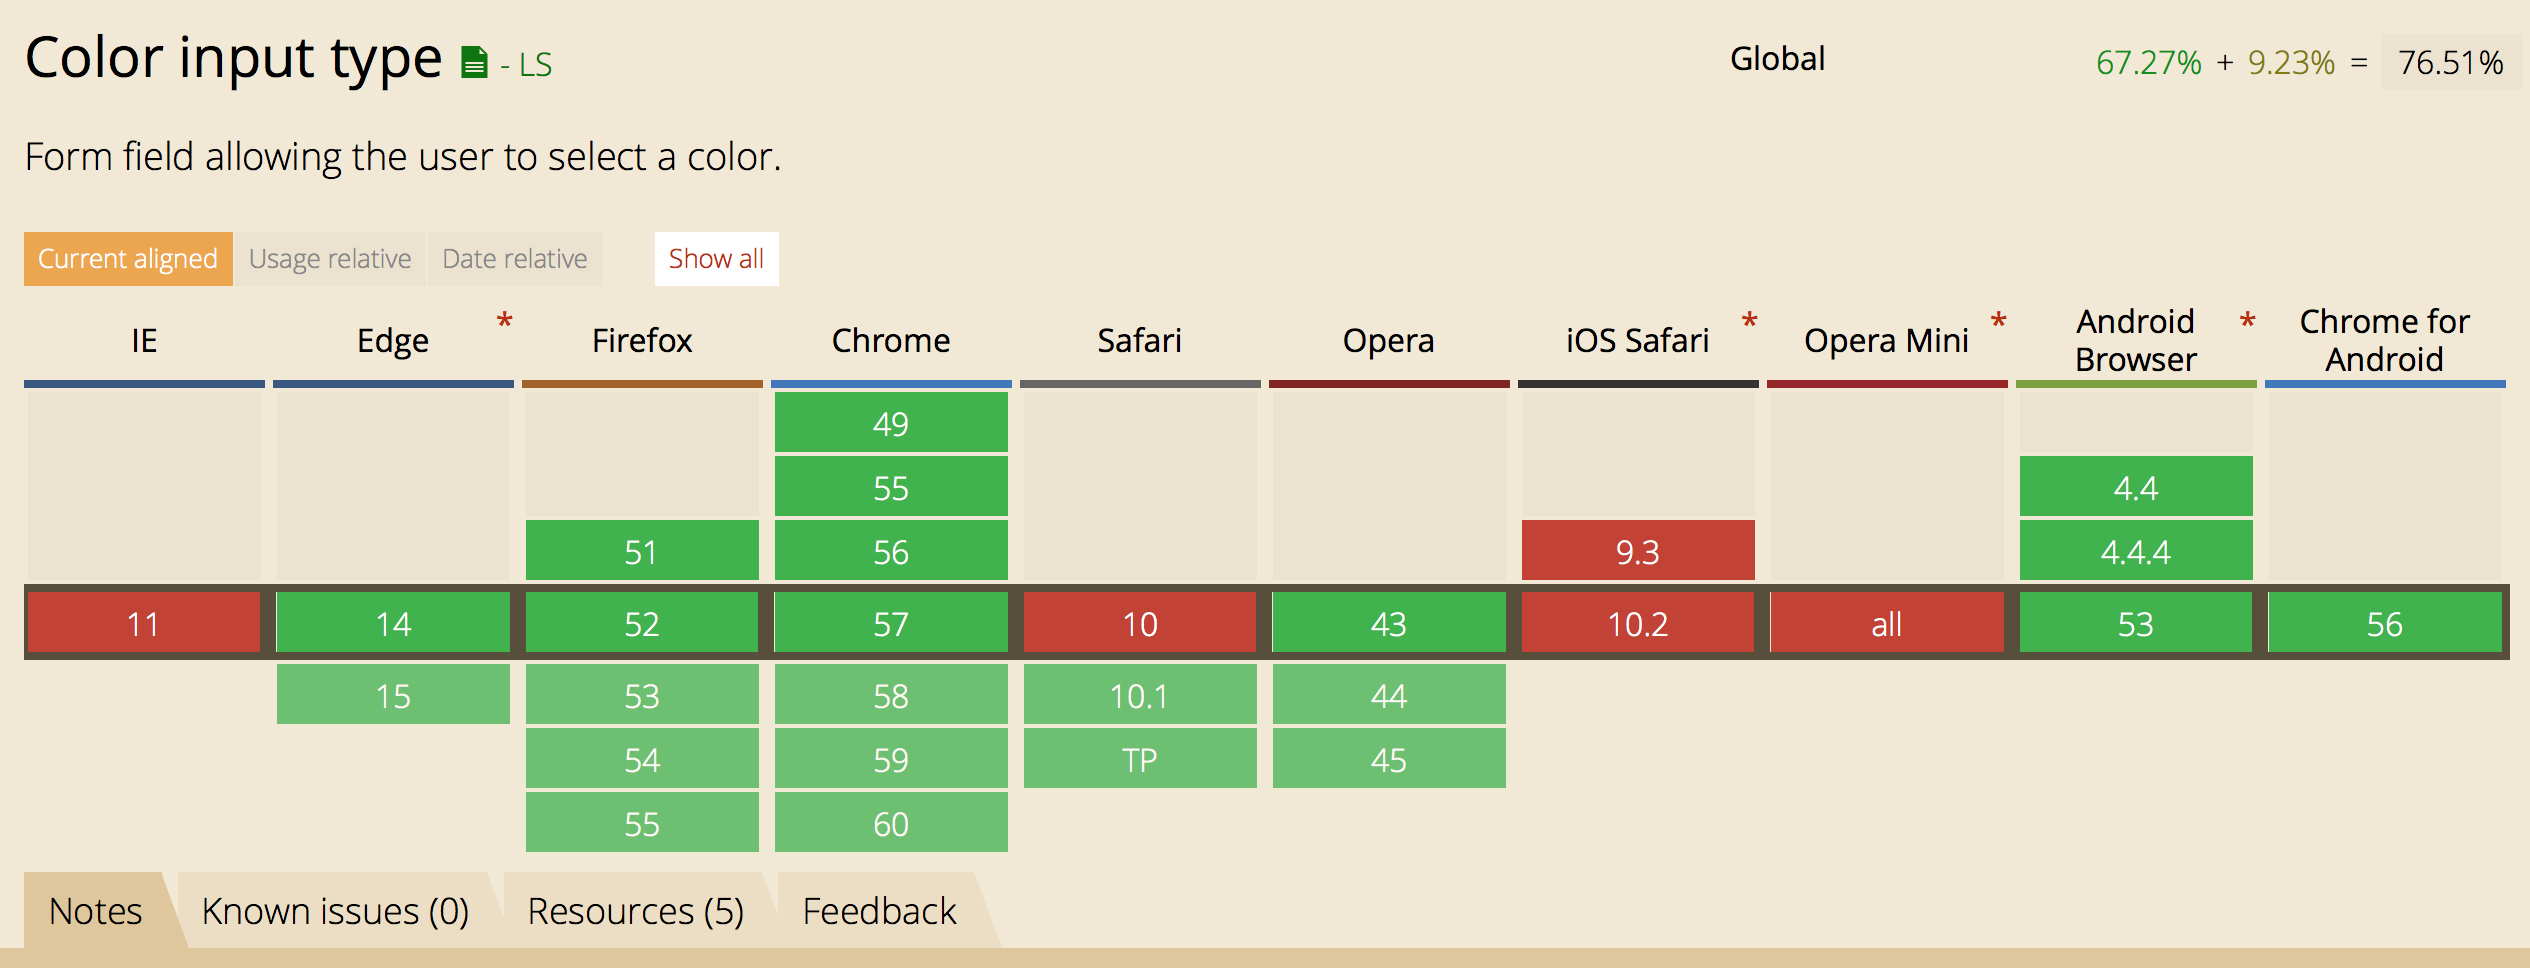 Color input type - LS
Global 67.27% + 9.23% = 76.51%
Form field allowing the user to select a color.
Current aligned Usage relative Date relative Show all
IE Edge * Firefox Chrome Safari Opera iOS Safari * Opera Mini * Android Browser * Chrome for Android
49
55 4.4
51 56 9.3 4.4.4
11 14 52 57 10 43 10.2 all 53 56
15 53 58 10.1 44
54 59 TP 45
55 60
Notes Known issues (0) Resources (5) Feedback